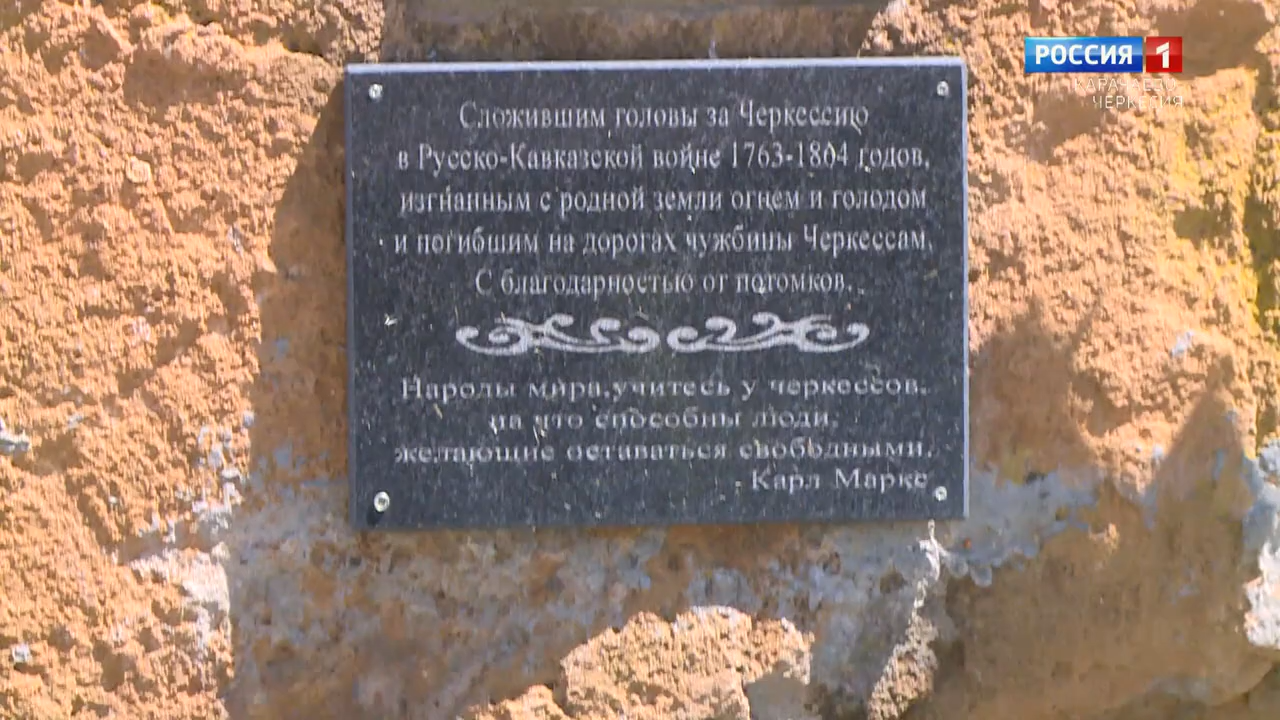 РОССИЯ 1
КАРАЧАЕВО-
ЧЕРКЕСИЯ
Сложившим головы за Черкессию
в Русско-Кавказской войне 1763-1864 годов,
изгнанным с родной земли огнем и голодом
и погибшим на дорогах чужбины Черкессам.
С благодарностью от потомков.
Народы мира, учитесь у черкессов,
на что способны люди,
желающие оставаться свободными.
Карл Маркс